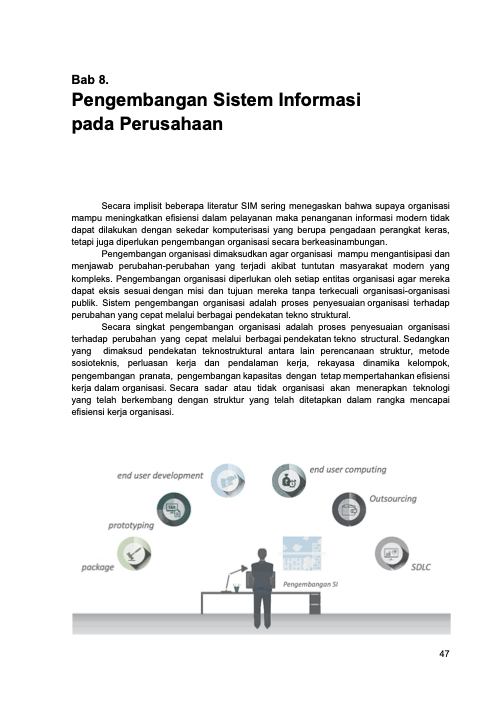 Bab 8.
Pengembangan Sistem Informasi
pada Perusahaan
Secara implisit beberapa literatur SIM sering menegaskan bahwa supaya organisasi
mampu meningkatkan efisiensi dalam pelayanan maka penanganan informasi modern tidak
dapat dilakukan dengan sekedar komputerisasi yang berupa pengadaan perangkat keras,
tetapi juga diperlukan pengembangan organisasi secara berkeasinambungan.
Pengembangan organisasi dimaksudkan agar organisasi mampu mengantisipasi dan
menjawab perubahan-perubahan yang terjadi akibat tuntutan masyarakat modern yang
kompleks. Pengembangan organisasi diperlukan oleh setiap entitas organisasi agar mereka
dapat eksis sesuai dengan misi dan tujuan mereka tanpa terkecuali organisasi-organisasi
publik. Sistem pengembangan organisasi adalah proses penyesuaian organisasi terhadap
perubahan yang cepat melalui berbagai pendekatan tekno struktural.
Secara singkat pengembangan organisasi adalah proses penyesuaian organisasi
terhadap perubahan yang cepat melalui berbagai pendekatan tekno structural. Sedangkan
yang dimaksud pendekatan teknostruktural antara lain perencanaan struktur, metode
sosioteknis, perluasan kerja dan pendalaman kerja, rekayasa dinamika kelompok,
pengembangan pranata, pengembangan kapasitas dengan tetap mempertahankan efisiensi
kerja dalam organisasi. Secara sadar atau tidak organisasi akan menerapkan teknologi
yang telah berkembang dengan struktur yang telah ditetapkan dalam rangka mencapai
efisiensi kerja organisasi.
end user development
end user computing
Outsourcing
prototyping
package
SDLC
Pengembangan SI
47